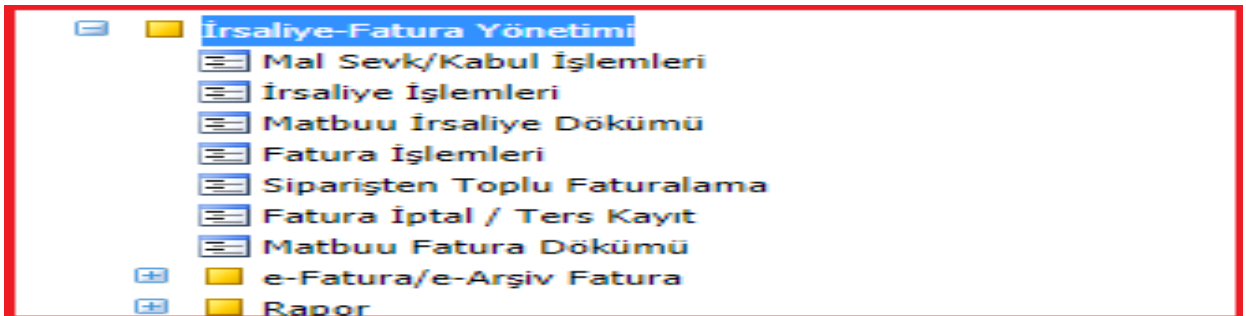 İrsaliye-Fatura Yönetimi
Mal Sevk/Kabul İşlemleri
İrsaliye İşlemleri
Matbuu İrsaliye Dökümü
Fatura İşlemleri
Siparişten Toplu Faturalama
Fatura İptal / Ters Kayıt
Matbuu Fatura Dökümü
e-Fatura/e-Arşiv Fatura
Rapor